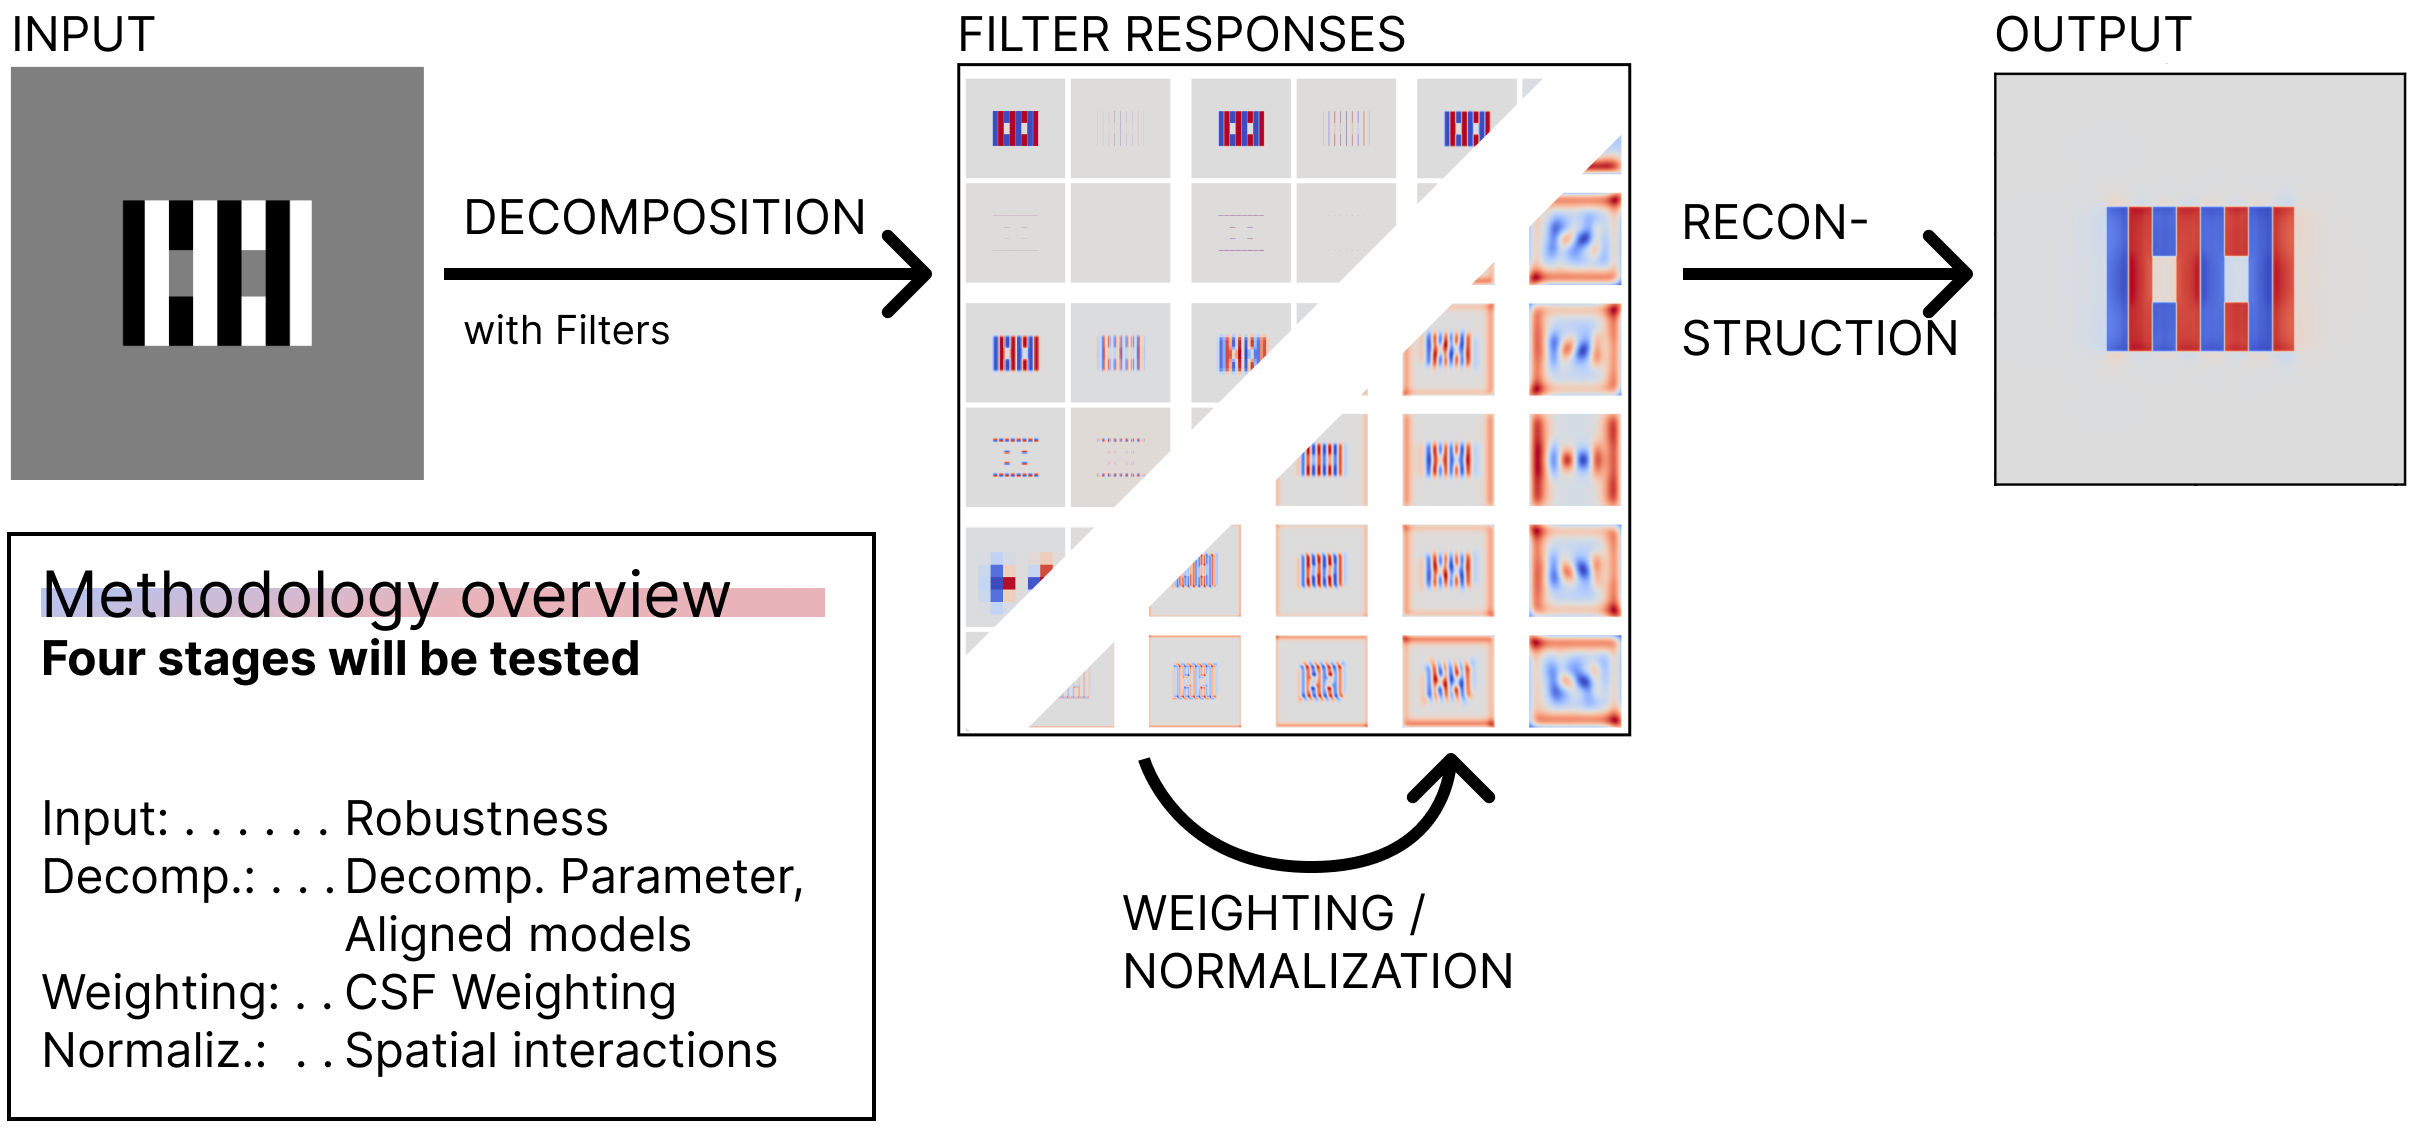 INPUT
DECOMPOSITION
with Filters
FILTER RESPONSES
WEIGHTING /
NORMALIZATION
RECON-
STRUCTION
OUTPUT
Methodology overview
Four stages will be tested
Input: . . . . . . Robustness
Decomp.: . . . Decomp. Parameter,
Aligned models
Weighting: . . CSF Weighting
Normaliz.: . . Spatial interactions